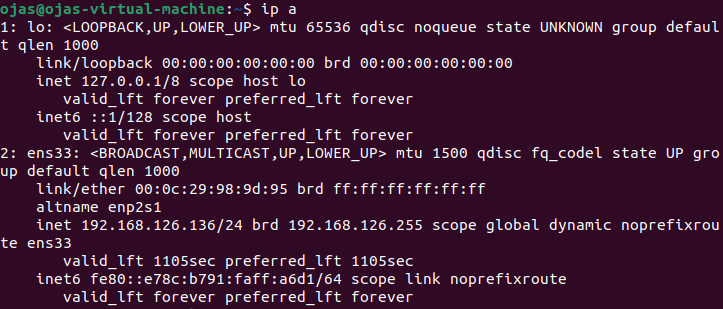 ojas@ojas-virtual-machine:~$ ip a
1: lo: <LOOPBACK,UP,LOWER_UP> mtu 65536 qdisc noqueue state UNKNOWN group defaul
t qlen 1000
    link/loopback 00:00:00:00:00:00 brd 00:00:00:00:00:00
    inet 127.0.0.1/8 scope host lo
       valid_lft forever preferred_lft forever
    inet6 ::1/128 scope host
       valid_lft forever preferred_lft forever
2: ens33: <BROADCAST,MULTICAST,UP,LOWER_UP> mtu 1500 qdisc fq_codel state UP gro
up default qlen 1000
    link/ether 00:0c:29:98:9d:95 brd ff:ff:ff:ff:ff:ff
    altname enp2s1
    inet 192.168.126.136/24 brd 192.168.126.255 scope global dynamic noprefixrou
te ens33
       valid_lft 1105sec preferred_lft 1105sec
    inet6 fe80::e78c:b791:faff:a6d1/64 scope link noprefixroute
       valid_lft forever preferred_lft forever